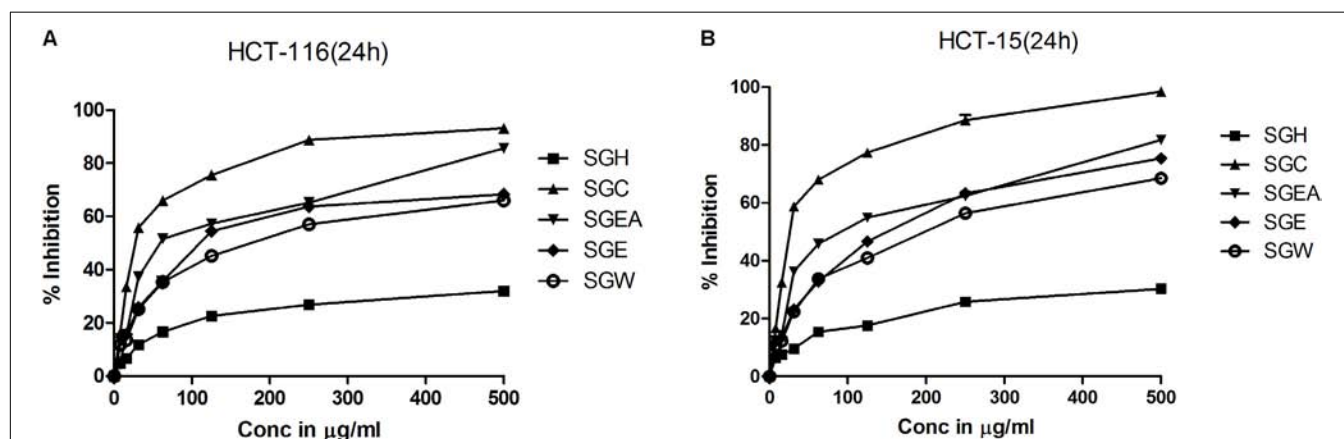 A
HCT-116(24h)
% Inhibition
100
80
60
40
20
0
0 100 200 300 400 500
Conc in μg/ml
SGH
SGC
SGEA
SGE
SGW
B
HCT-15(24h)
% Inhibition
100
80
60
40
20
0
0 100 200 300 400 500
Conc in μg/ml
SGH
SGC
SGEA
SGE
SGW